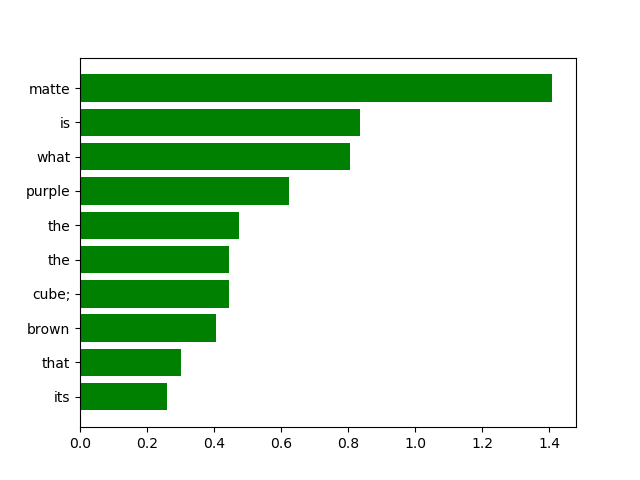 matte
is
what
purple
the
the
cube;
brown
that
its
0.0 0.2 0.4 0.6 0.8 1.0 1.2 1.4